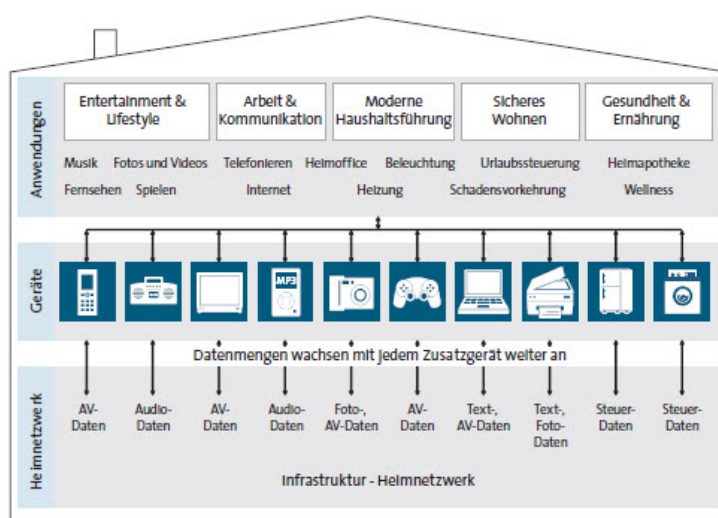 Anwendungen
Entertainment &
Lifestyle
Arbeit &
Kommunikation
Moderne
Haushaltsführung
Sicheres
Wohnen
Gesundheit &
Ernährung
Musik Fotos und Videos Telefonieren Heimoffice Beleuchtung Urlaubssteuerung Heimapotheke
Fernsehen Spielen Internet Heizung Schadensvorkehrung Wellness
Geräte
MP3
Datenmengen wachsen mit jedem Zusatzgerät weiter an
Heimnetzwerk
AV-
Daten
Audio-
Daten
AV-
Daten
Audio-
Daten
Foto-,
AV-Daten
AV-
Daten
Text-,
AV-Daten
Text-,
Foto-
Daten
Steuer-
Daten
Steuer-
Daten
Infrastruktur - Heimnetzwerk